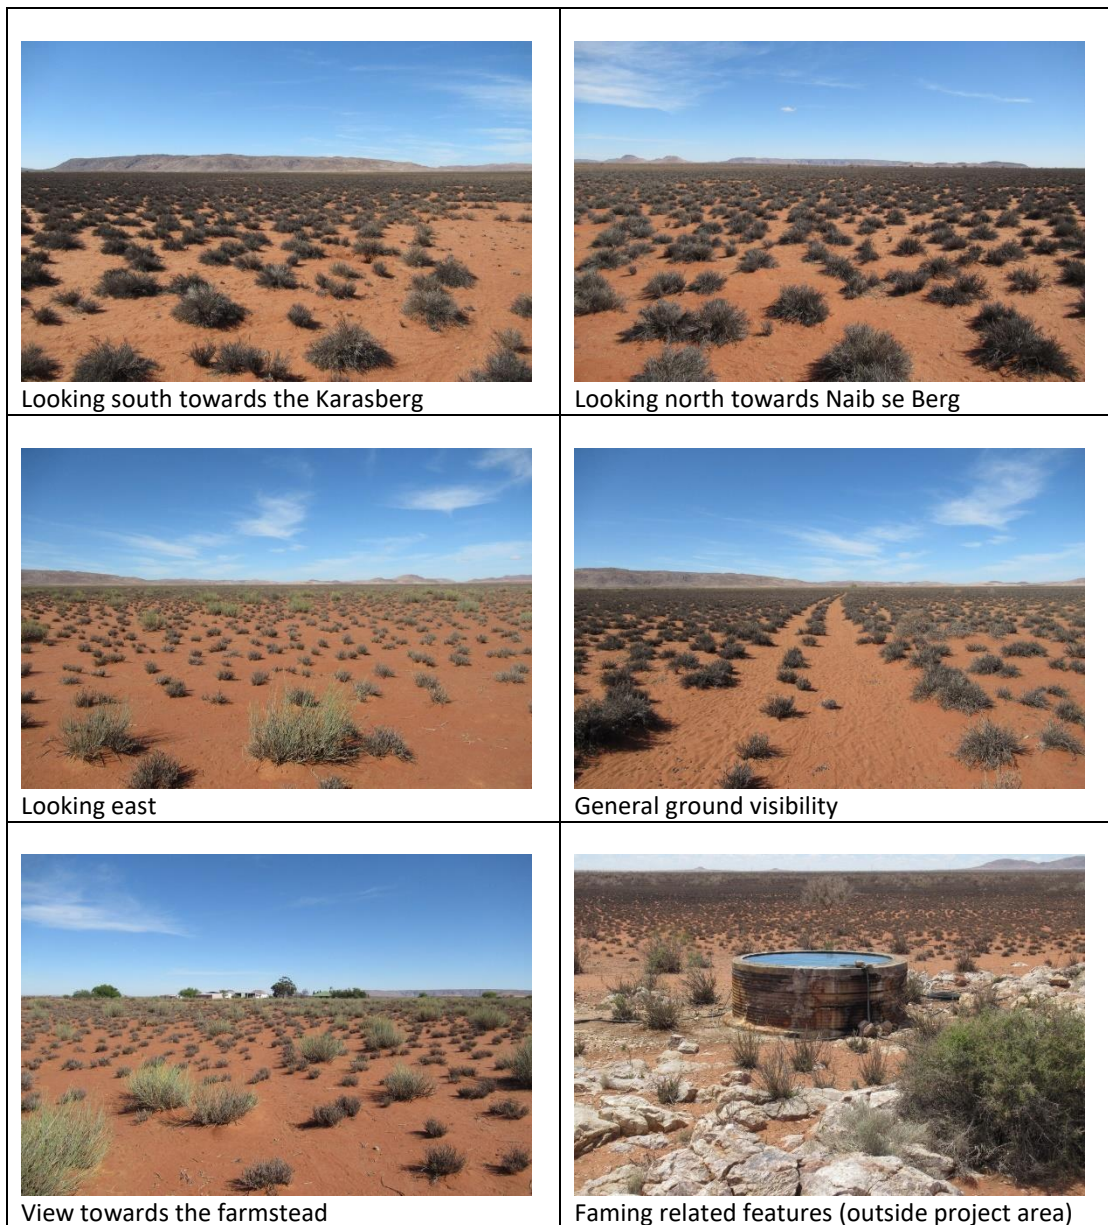 Looking south towards the Karasberg
Looking north towards Naib se Berg
Looking east
General ground visibility
View towards the farmstead
Faming related features (outside project area)